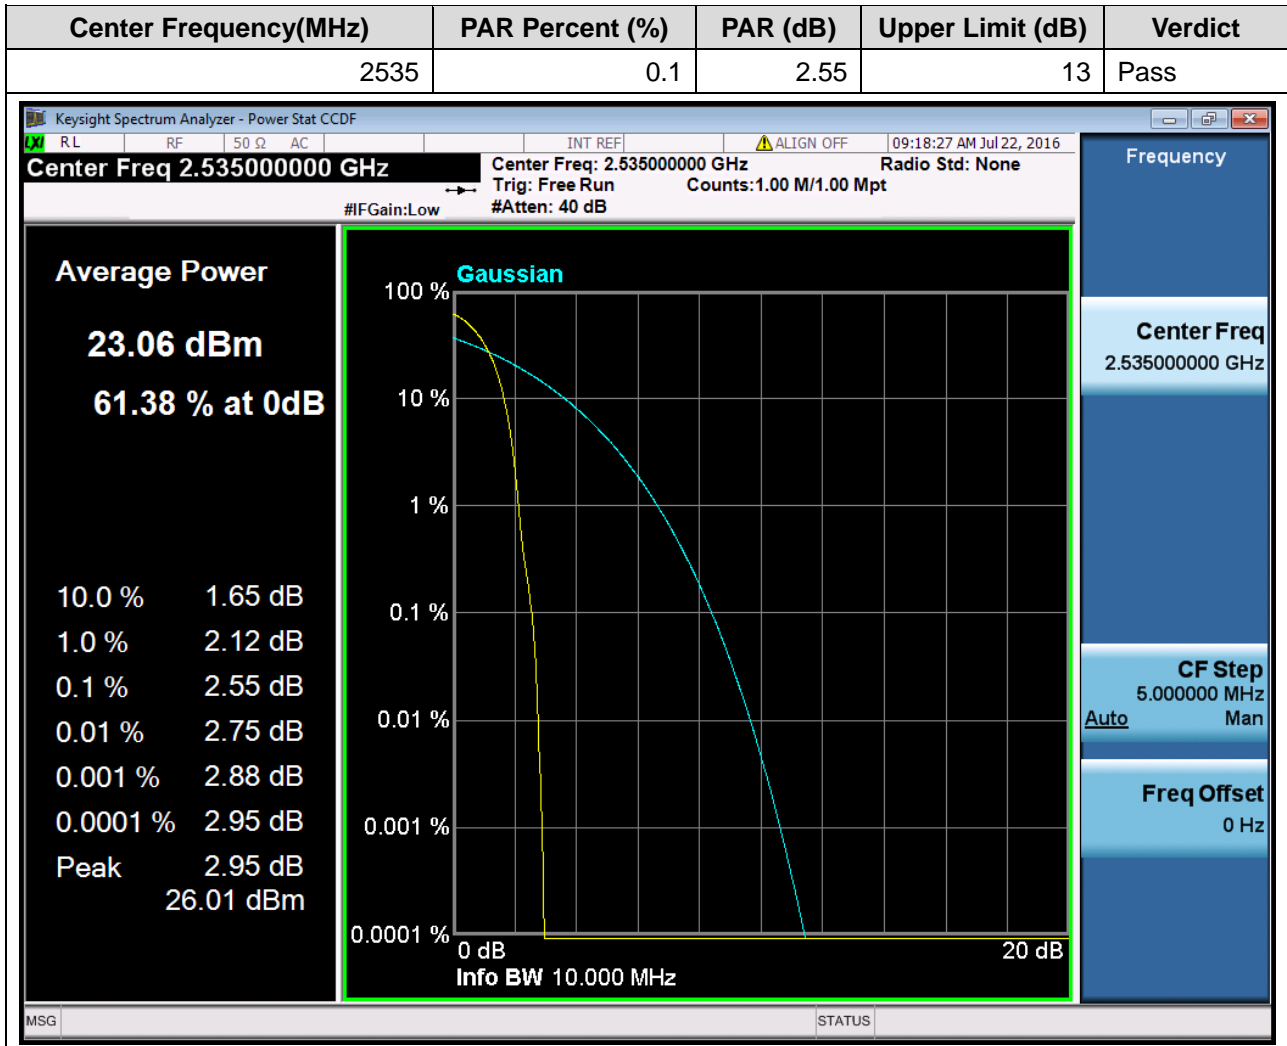 Center Frequency(MHz) PAR Percent (%) PAR (dB) Upper Limit (dB) Verdict
2535 0.1 2.55 13 Pass
Keysight Spectrum Analyzer - Power Stat CCDF
LXI RL RF 50 Ω AC INT REF ALIGN OFF 09:18:27 AM Jul 22, 2016
Center Freq 2.535000000 GHz
Center Freq: 2.535000000 GHz Radio Std: None
Trig: Free Run Counts:1.00 M/1.00 Mpt
#IFGain:Low #Atten: 40 dB
Average Power
23.06 dBm
61.38 % at 0dB
10.0 % 1.65 dB
1.0 % 2.12 dB
0.1 % 2.55 dB
0.01 % 2.75 dB
0.001 % 2.88 dB
0.0001 % 2.95 dB
Peak 2.95 dB
26.01 dBm
Gaussian
100 %
10 %
1 %
0.1 %
0.01 %
0.001 %
0.0001 %
0 dB 20 dB
Info BW 10.000 MHz
Frequency
Center Freq
2.535000000 GHz
CF Step
5.000000 MHz
Auto Man
Freq Offset
0 Hz
MSG STATUS